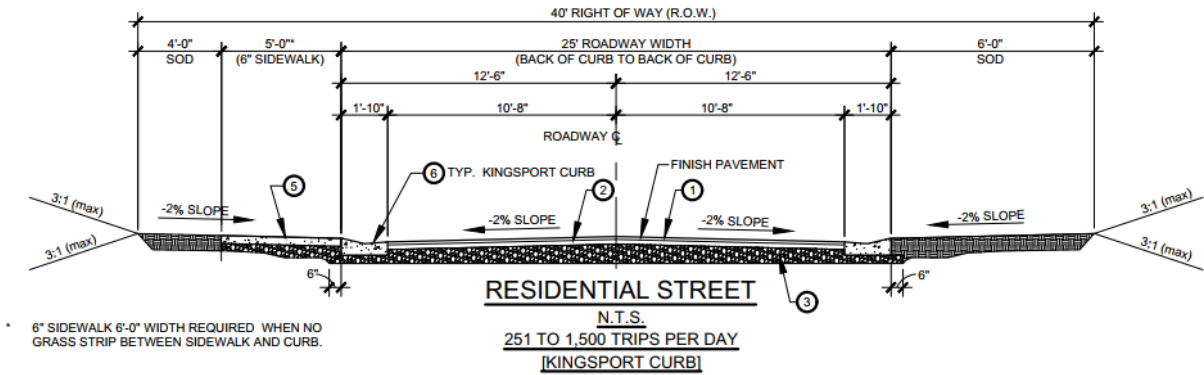 40' RIGHT OF WAY (R.O.W.)
4'-0"
SOD
5'-0"*
(6" SIDEWALK)
25' ROADWAY WIDTH
(BACK OF CURB TO BACK OF CURB)
6'-0"
SOD
12'-6"
12'-6"
1'-10"
10'-8"
10'-8"
1'-10"
ROADWAY ℄
6 TYP. KINGSPORT CURB
FINISH PAVEMENT
5
2
1
3:1 (max)
-2% SLOPE
-2% SLOPE
-2% SLOPE
-2% SLOPE
3:1 (max)
3:1 (max)
3:1 (max)
6"
6"
3
RESIDENTIAL STREET
N.T.S.
251 TO 1,500 TRIPS PER DAY
[KINGSPORT CURB]
* 6" SIDEWALK 6'-0" WIDTH REQUIRED WHEN NO
GRASS STRIP BETWEEN SIDEWALK AND CURB.